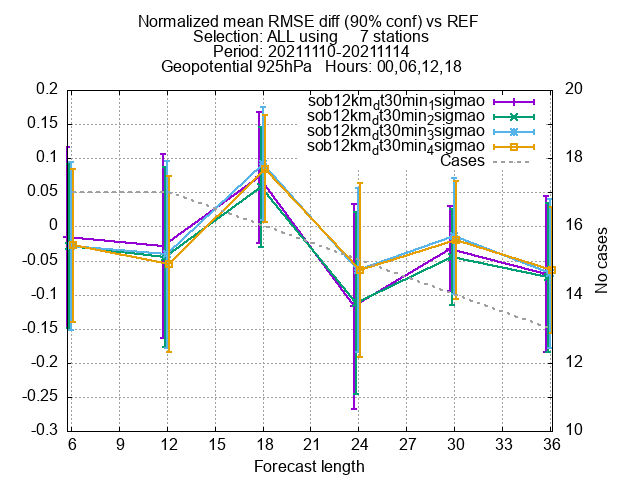 Normalized mean RMSE diff (90% conf) vs REF
Selection: ALL using     7 stations
Period: 20211110-20211114
Geopotential 925hPa   Hours: 00,06,12,18
sob12km_dt30min_1sigmao
sob12km_dt30min_2sigmao
sob12km_dt30min_3sigmao
sob12km_dt30min_4sigmao
Cases
0.2
0.15
0.1
0.05
0
-0.05
-0.1
-0.15
-0.2
-0.25
-0.3
20
18
16
14
12
10
No cases
6 9 12 15 18 21 24 27 30 33 36
Forecast length